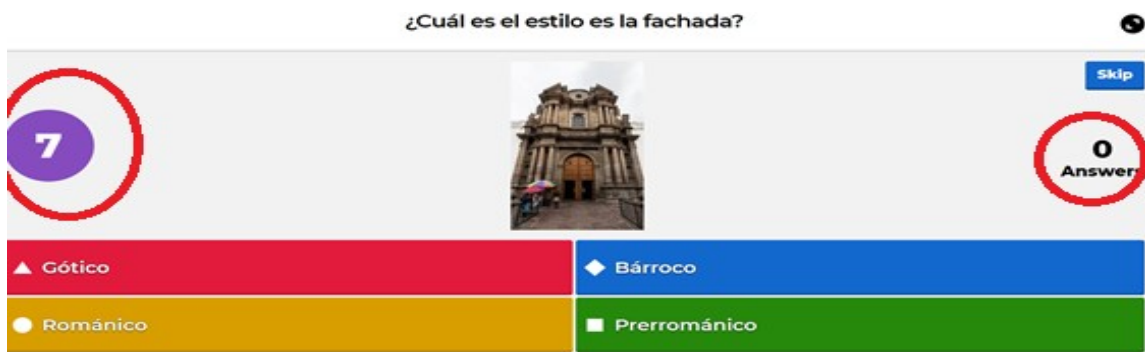 ¿Cuál es el estilo es la fachada?
Skip
7
0
Answers
Gótico
Bárroco
Románico
Prerrománico